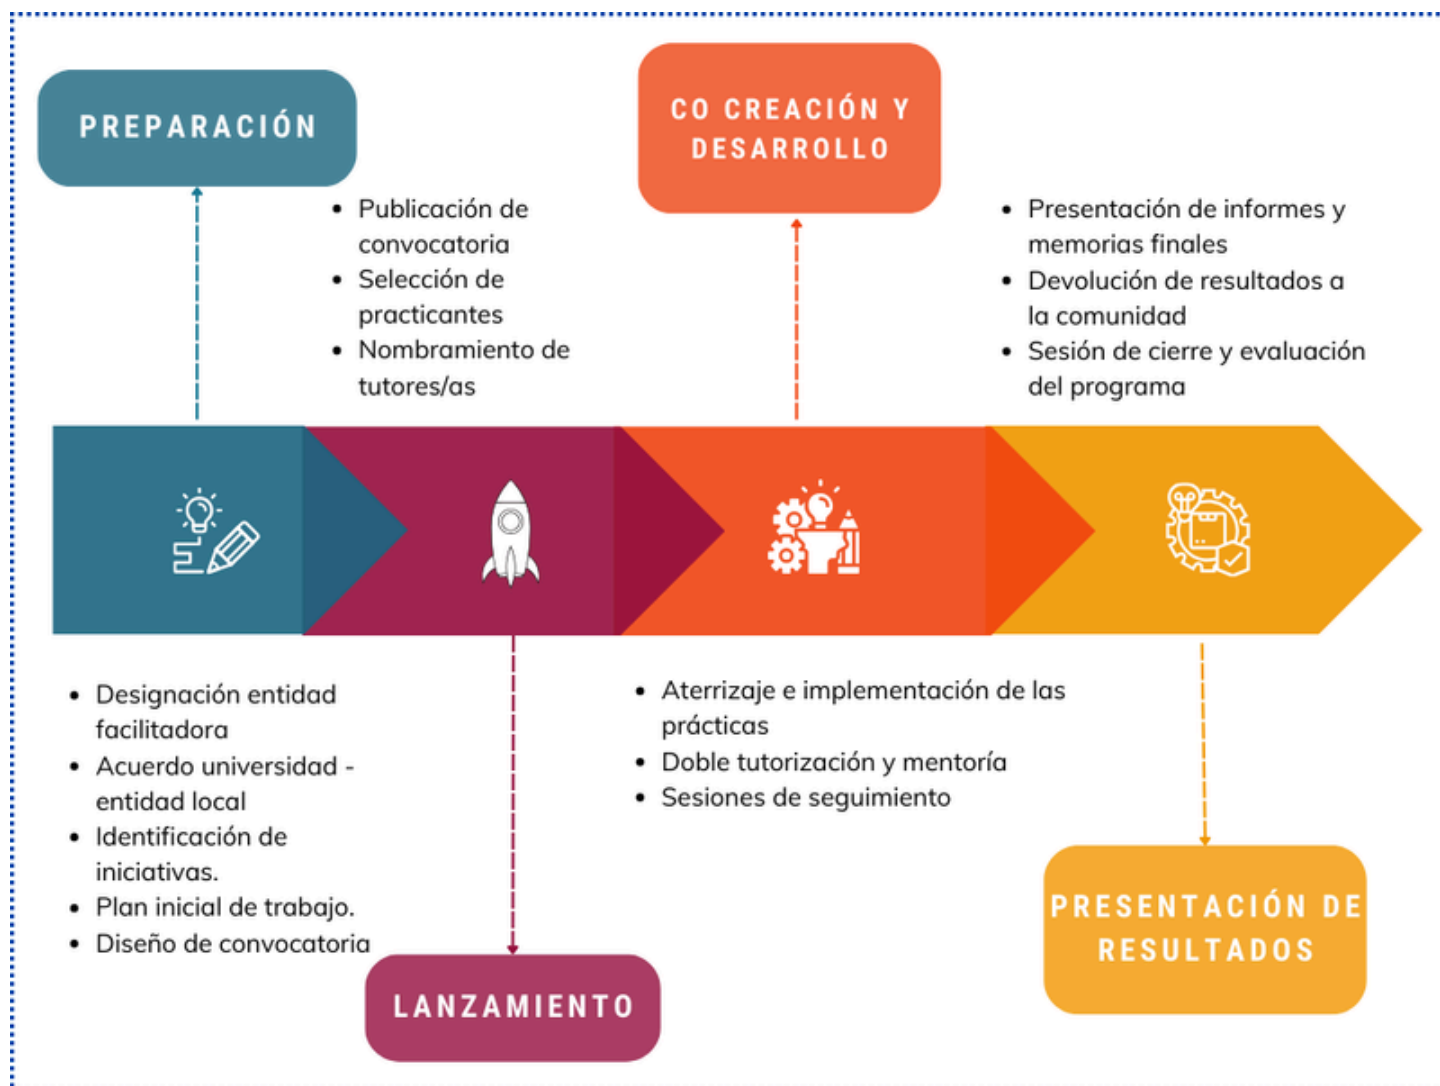 PREPARACIÓN
Designación entidad
facilitadora
Acuerdo universidad -
entidad local
Identificación de
iniciativas.
Plan inicial de trabajo.
Diseño de convocatoria
LANZAMIENTO
Publicación de
convocatoria
Selección de
practicantes
Nombramiento de
tutores/as
CO CREACIÓN Y
DESARROLLO
Aterrizaje e implementación de las
prácticas
Doble tutorización y mentoría
Sesiones de seguimiento
PRESENTACIÓN DE
RESULTADOS
Presentación de informes y
memorias finales
Devolución de resultados a
la comunidad
Sesión de cierre y evaluación
del programa